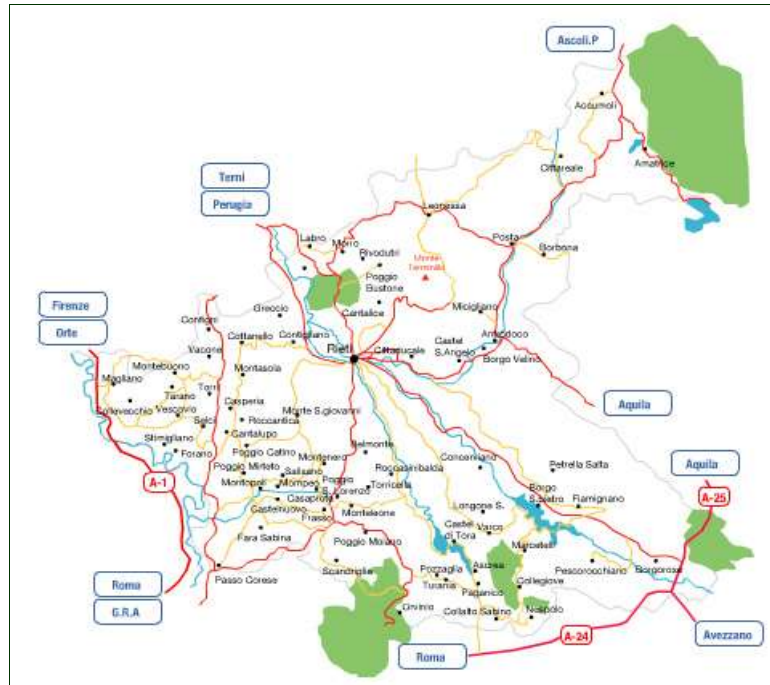 Ascoli.P
Accumoli
Cittareale
Amatrice
Terni
Perugia
Leonessa
Posta
Borbona
Labro
Morro
Rivodutri
Poggio
Bustone
Monte
Terminillo
Cantalice
Micigliano
Firenze
Orte
Greccio
Configni
Cottanello
Contigliano
Rieti
Cittaducale
Castel
S.Angelo
Antrodoco
Borgo Velino
Vacone
Montebuono
Montasola
Magliano
Tarano
Torri
Casperia
Collevecchio
Vescovio
Selci
Roccantica
Monte S.giovanni
Aquila
Stimigliano
Cantalupo
Forano
Poggio Catino
Belmonte
Montenero
Concerviano
Petrella Salta
Aquila
Poggio Mirteto
Salisano
Poggio
S. Lorenzo
Roccasinibalda
Torricella
Borgo
S.pietro
Fiamignano
A-1
Montopoli
Mompeo
Casaprota
A-25
Castelnuovo
Frasso
Monteleone
Longone S.
Varco
Fara Sabina
Poggio Moiano
Castel
di Tora
Marcetelli
Passo Corese
Scandriglia
Pozzaglia
Turania
Ascrea
Paganico
Collegiove
Pescorocchiano
Borgorose
Roma
G.R.A
Orvinio
Collalto Sabino
Nespolo
Roma
A-24
Avezzano